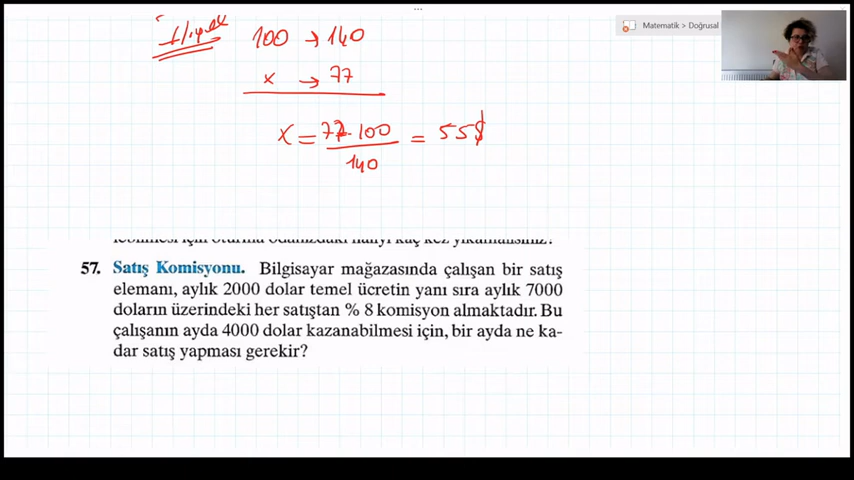 Matematik > Doğrusal
100 → 140
x → 77
x = 77·100 / 140 = 55$
57. Satış Komisyonu. Bilgisayar mağazasında çalışan bir satış
elemanı, aylık 2000 dolar temel ücretin yanı sıra aylık 7000
doların üzerindeki her satıştan % 8 komisyon almaktadır. Bu
çalışanın ayda 4000 dolar kazanabilmesi için, bir ayda ne ka-
dar satış yapması gerekir?